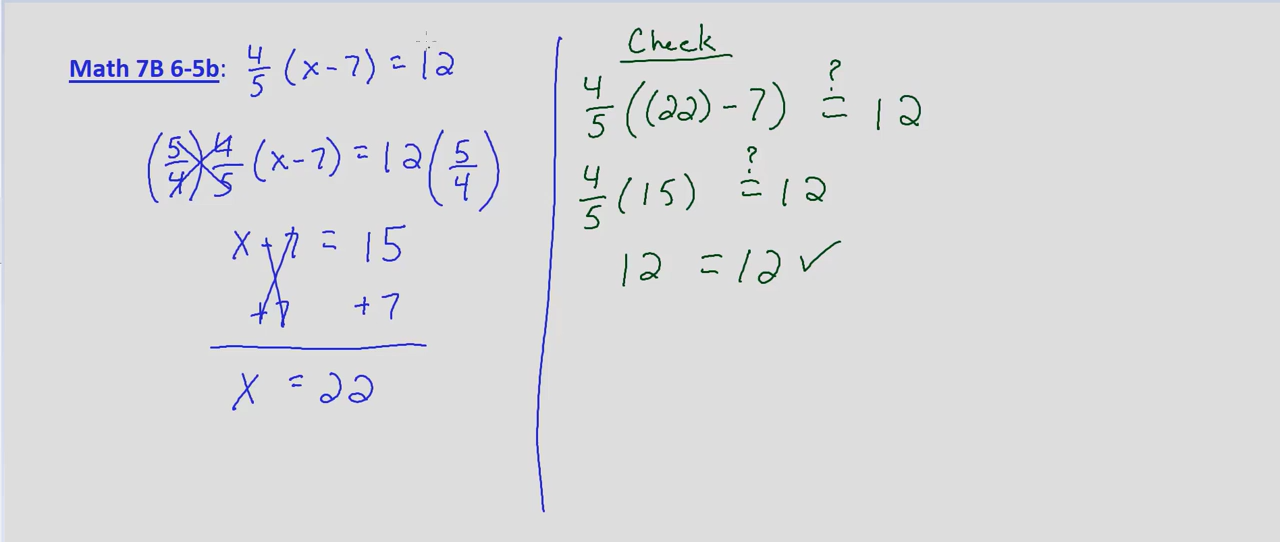 Math 7B 6-5b: 4/5 (x - 7) = 12
(5/4) 4/5 (x - 7) = 12 (5/4)
x - 7 = 15
+7 +7
x = 22
Check
4/5 ((22) - 7) ≟ 12
4/5 (15) ≟ 12
12 = 12 ✓